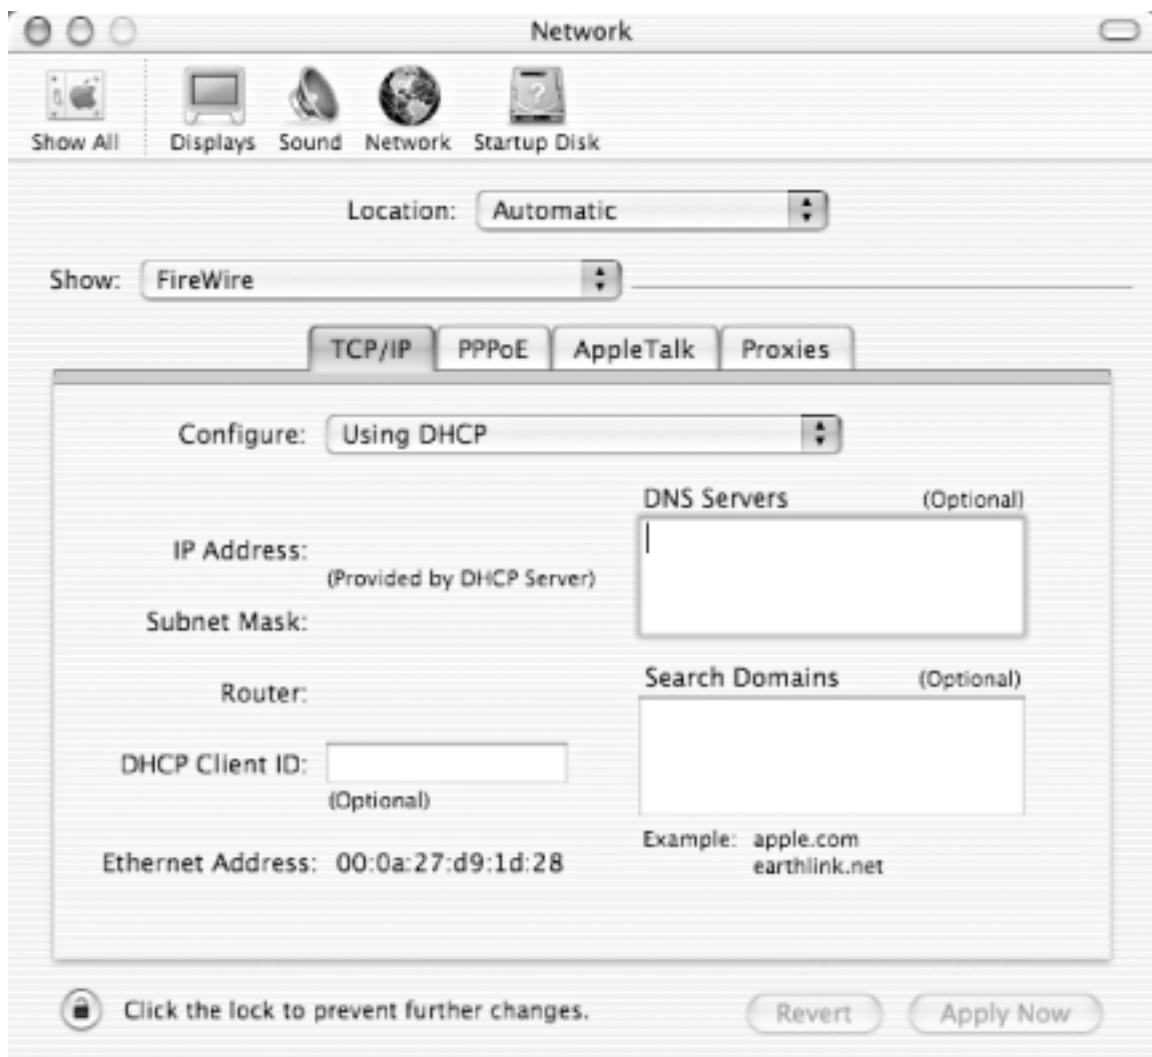 Network
Show All
Displays
Sound
Network
Startup Disk
Location: Automatic
Show: FireWire
TCP/IP
PPPoE
AppleTalk
Proxies
Configure: Using DHCP
DNS Servers (Optional)
IP Address:
(Provided by DHCP Server)
Subnet Mask:
Search Domains (Optional)
Router:
DHCP Client ID:
(Optional)
Example: apple.com
earthlink.net
Ethernet Address: 00:0a:27:d9:1d:28
Click the lock to prevent further changes.
Revert
Apply Now